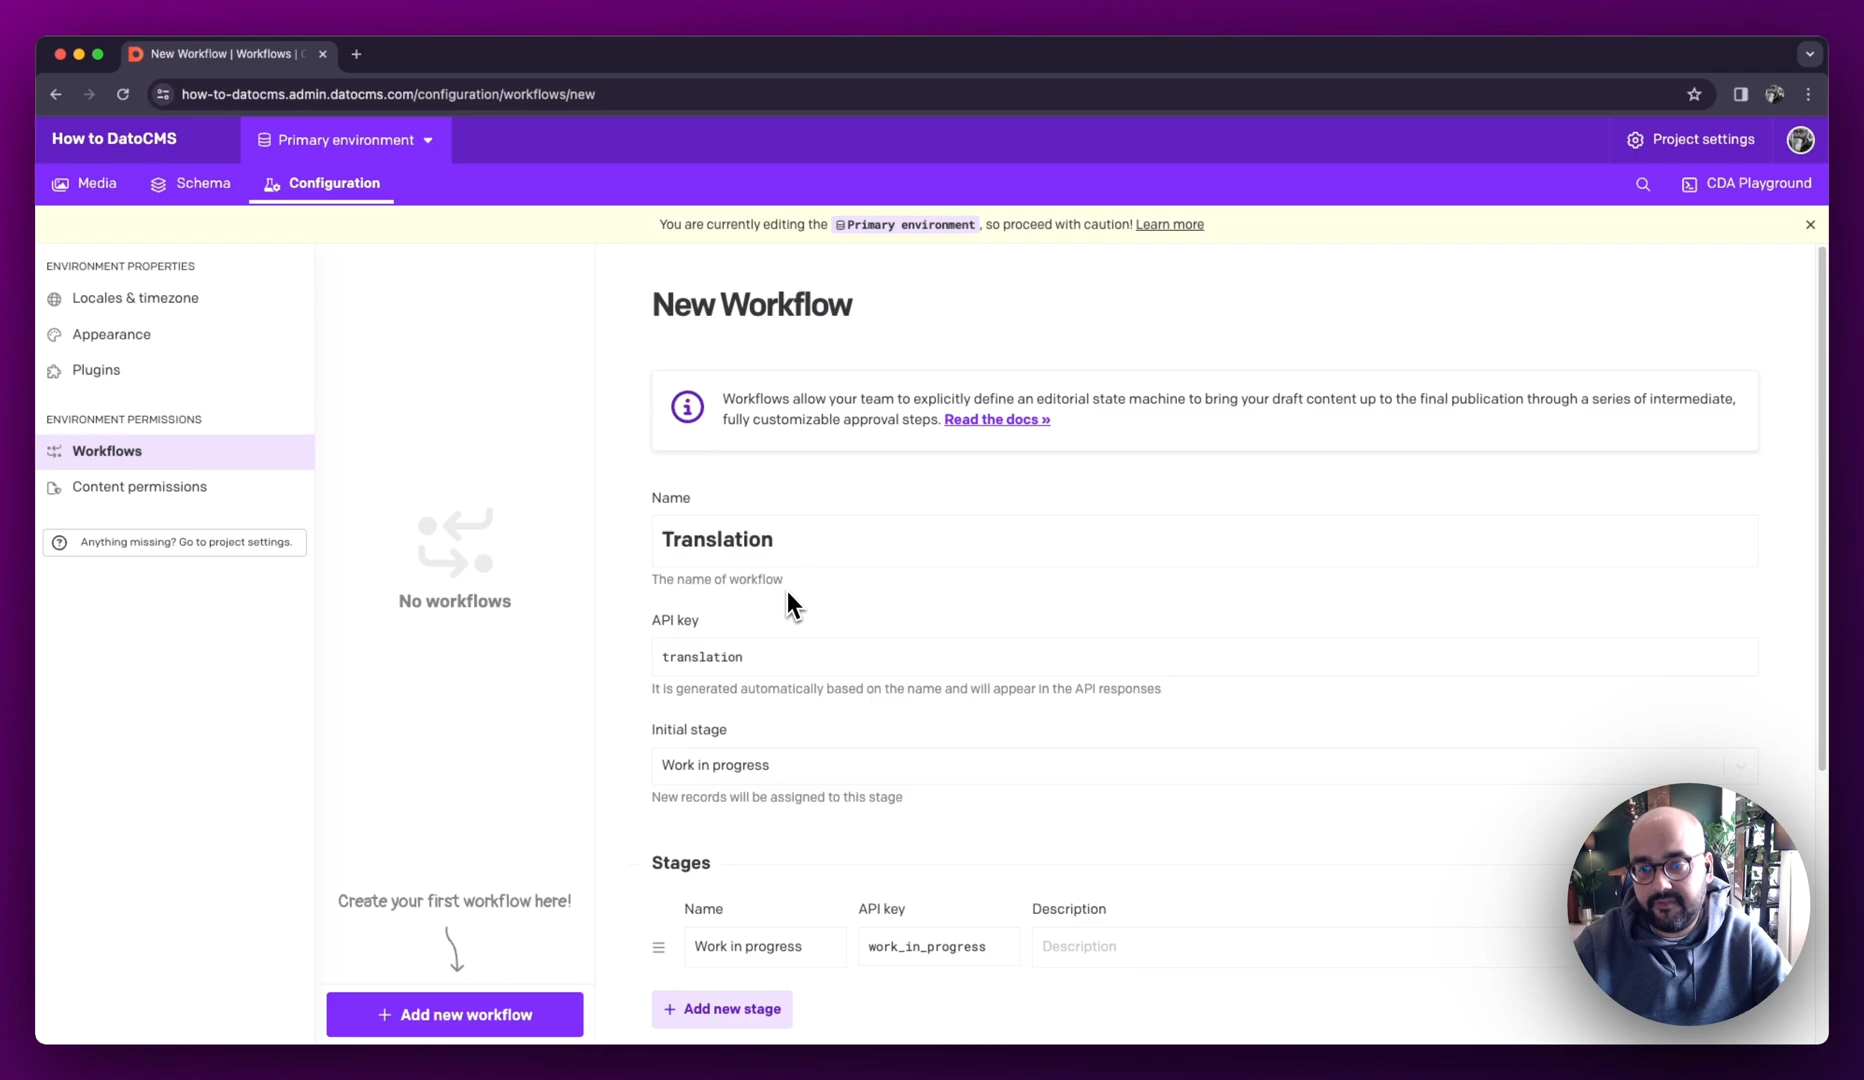 New Workflow | Workflows |
how-to-datocms.admin.datocms.com/configuration/workflows/new
How to DatoCMS
Primary environment
Project settings
Media
Schema
Configuration
CDA Playground
You are currently editing the Primary environment, so proceed with caution! Learn more
ENVIRONMENT PROPERTIES
Locales & timezone
Appearance
Plugins
ENVIRONMENT PERMISSIONS
Workflows
Content permissions
Anything missing? Go to project settings.
No workflows
Create your first workflow here!
+ Add new workflow
New Workflow
Workflows allow your team to explicitly define an editorial state machine to bring your draft content up to the final publication through a series of intermediate,
fully customizable approval steps. Read the docs »
Name
Translation
The name of workflow
API key
translation
It is generated automatically based on the name and will appear in the API responses
Initial stage
Work in progress
New records will be assigned to this stage
Stages
Name API key Description
Work in progress work_in_progress Description
+ Add new stage